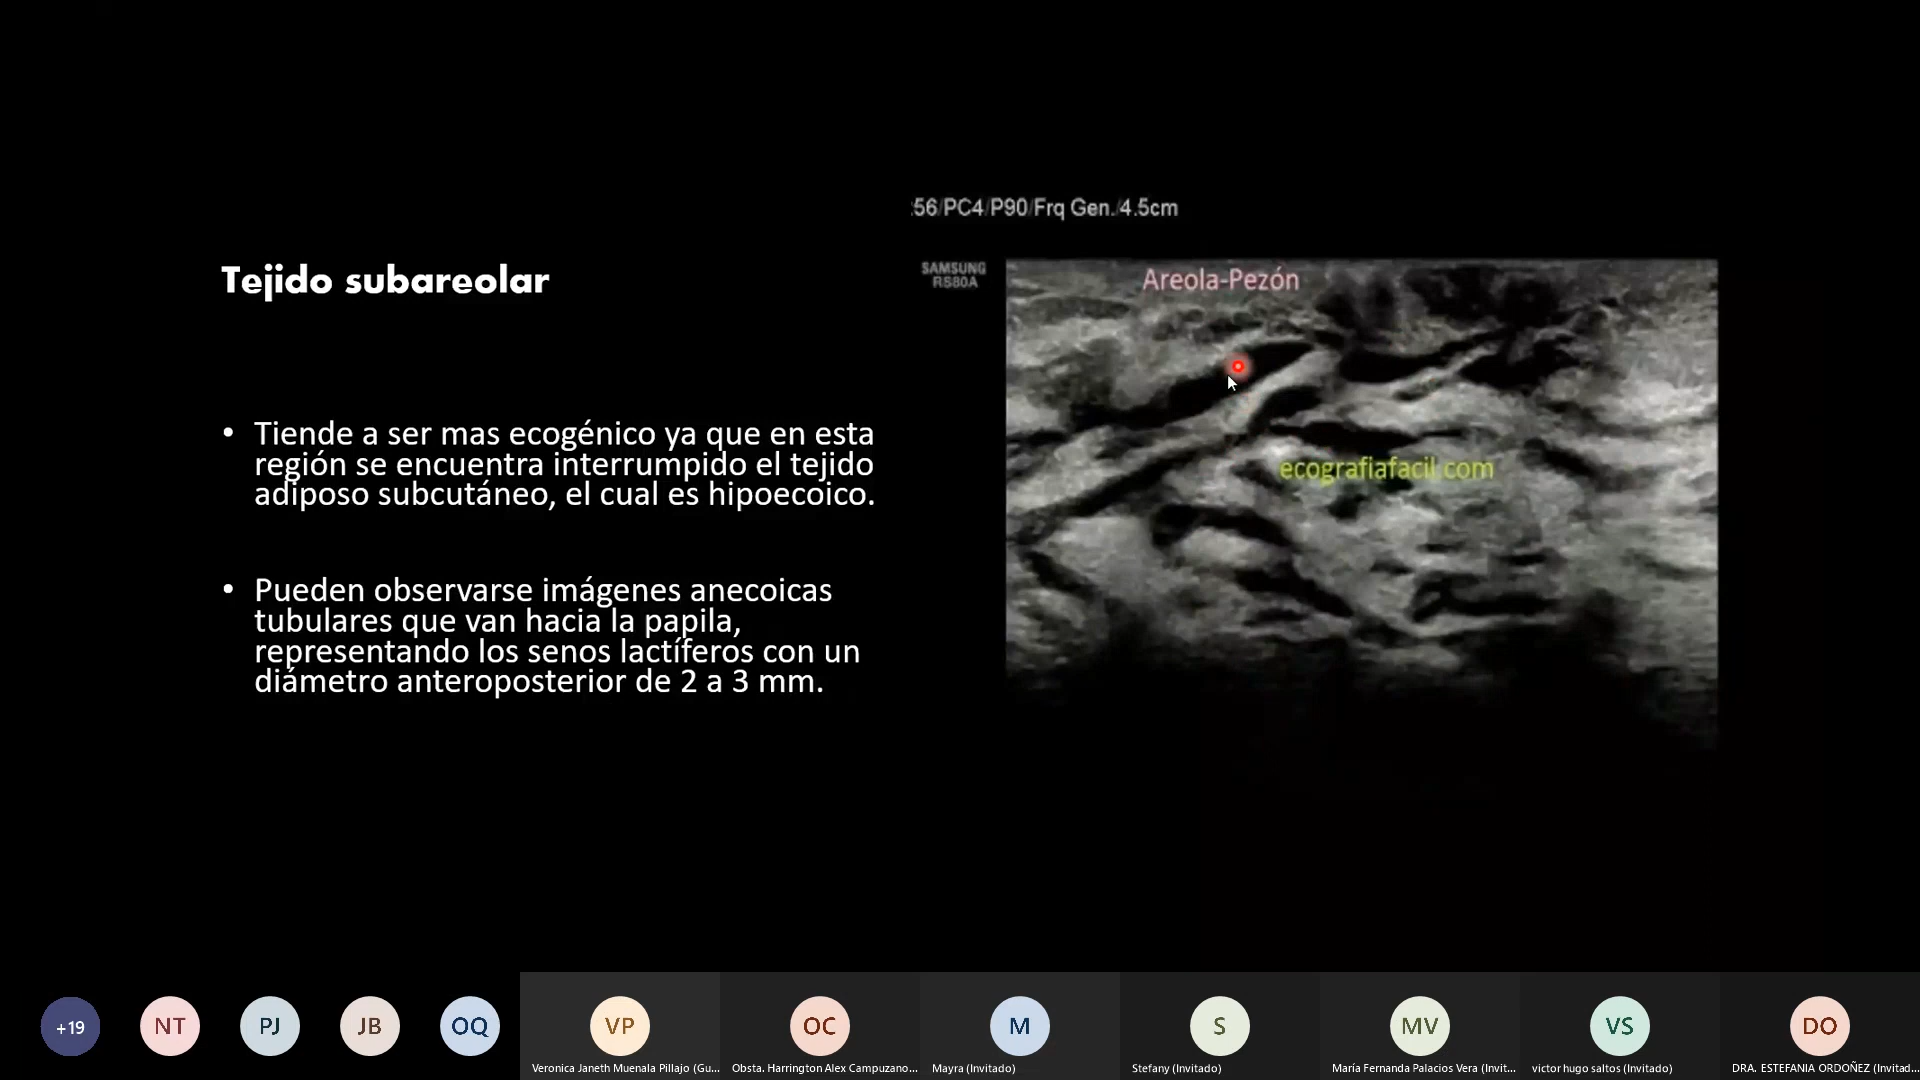 :56/PC4/P90/Frq Gen./4.5cm
SAMSUNG
RS80A
Areola-Pezón
ecografiafacil.com
Tejido subareolar
• Tiende a ser mas ecogénico ya que en esta
región se encuentra interrumpido el tejido
adiposo subcutáneo, el cual es hipoecoico.
• Pueden observarse imágenes anecoicas
tubulares que van hacia la papila,
representando los senos lactíferos con un
diámetro anteroposterior de 2 a 3 mm.
+19
NT
PJ
JB
OQ
VP
OC
M
S
MV
VS
DO
Veronica Janeth Muenala Pillajo (Gu...
Obsta. Harrington Alex Campuzano...
Mayra (Invitado)
Stefany (Invitado)
María Fernanda Palacios Vera (Invit...
victor hugo saltos (Invitado)
DRA. ESTEFANIA ORDOÑEZ (Invitad...